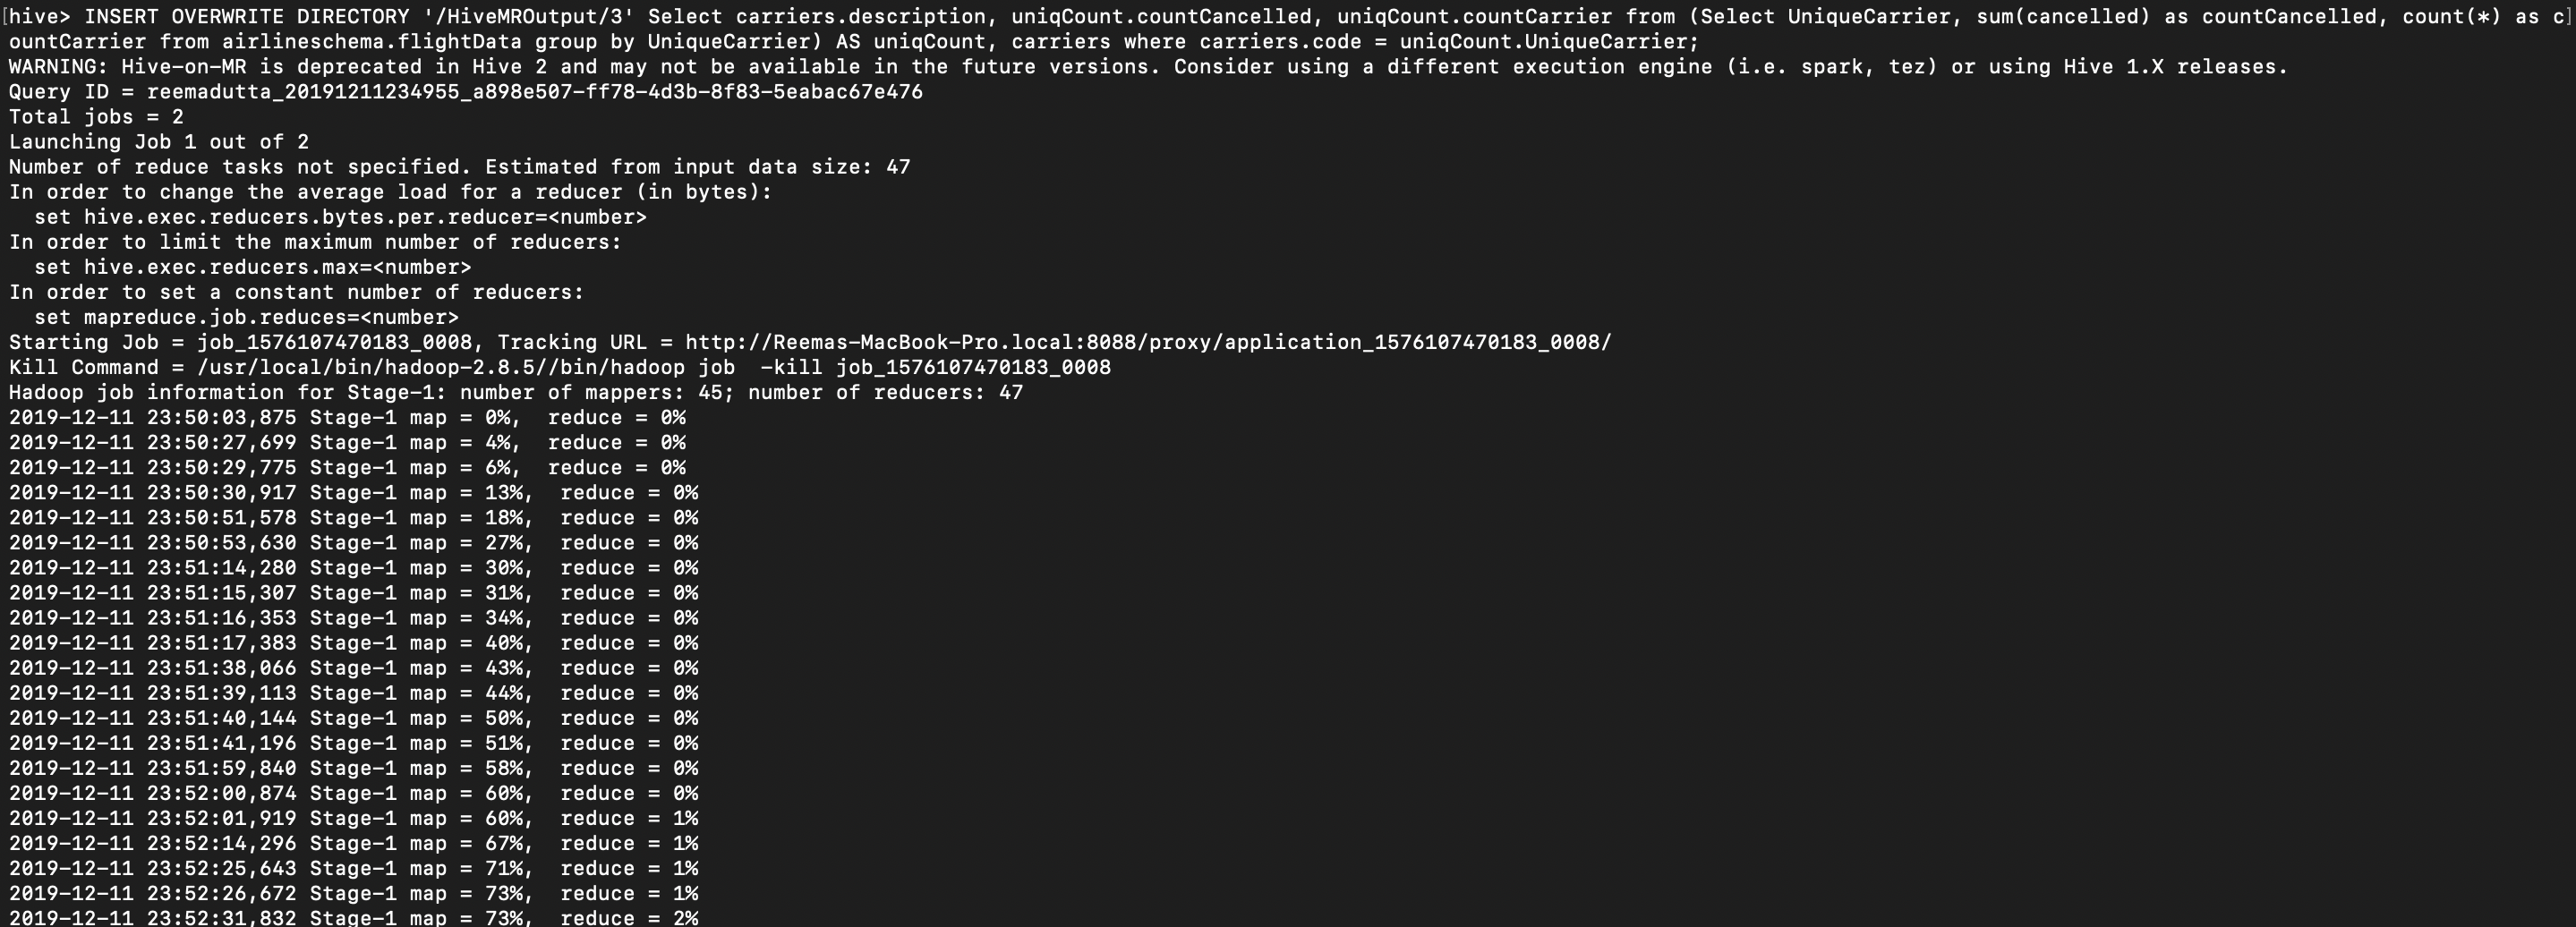 [hive> INSERT OVERWRITE DIRECTORY '/HiveMROutput/3' Select carriers.description, uniqCount.countCancelled, uniqCount.countCarrier from (Select UniqueCarrier, sum(cancelled) as countCancelled, count(*) as c]
ountCarrier from airlineschema.flightData group by UniqueCarrier) AS uniqCount, carriers where carriers.code = uniqCount.UniqueCarrier;
WARNING: Hive-on-MR is deprecated in Hive 2 and may not be available in the future versions. Consider using a different execution engine (i.e. spark, tez) or using Hive 1.X releases.
Query ID = reemadutta_20191211234955_a898e507-ff78-4d3b-8f83-5eabac67e476
Total jobs = 2
Launching Job 1 out of 2
Number of reduce tasks not specified. Estimated from input data size: 47
In order to change the average load for a reducer (in bytes):
  set hive.exec.reducers.bytes.per.reducer=<number>
In order to limit the maximum number of reducers:
  set hive.exec.reducers.max=<number>
In order to set a constant number of reducers:
  set mapreduce.job.reduces=<number>
Starting Job = job_1576107470183_0008, Tracking URL = http://Reemas-MacBook-Pro.local:8088/proxy/application_1576107470183_0008/
Kill Command = /usr/local/bin/hadoop-2.8.5//bin/hadoop job  -kill job_1576107470183_0008
Hadoop job information for Stage-1: number of mappers: 45; number of reducers: 47
2019-12-11 23:50:03,875 Stage-1 map = 0%,  reduce = 0%
2019-12-11 23:50:27,699 Stage-1 map = 4%,  reduce = 0%
2019-12-11 23:50:29,775 Stage-1 map = 6%,  reduce = 0%
2019-12-11 23:50:30,917 Stage-1 map = 13%,  reduce = 0%
2019-12-11 23:50:51,578 Stage-1 map = 18%,  reduce = 0%
2019-12-11 23:50:53,630 Stage-1 map = 27%,  reduce = 0%
2019-12-11 23:51:14,280 Stage-1 map = 30%,  reduce = 0%
2019-12-11 23:51:15,307 Stage-1 map = 31%,  reduce = 0%
2019-12-11 23:51:16,353 Stage-1 map = 34%,  reduce = 0%
2019-12-11 23:51:17,383 Stage-1 map = 40%,  reduce = 0%
2019-12-11 23:51:38,066 Stage-1 map = 43%,  reduce = 0%
2019-12-11 23:51:39,113 Stage-1 map = 44%,  reduce = 0%
2019-12-11 23:51:40,144 Stage-1 map = 50%,  reduce = 0%
2019-12-11 23:51:41,196 Stage-1 map = 51%,  reduce = 0%
2019-12-11 23:51:59,840 Stage-1 map = 58%,  reduce = 0%
2019-12-11 23:52:00,874 Stage-1 map = 60%,  reduce = 0%
2019-12-11 23:52:01,919 Stage-1 map = 60%,  reduce = 1%
2019-12-11 23:52:14,296 Stage-1 map = 67%,  reduce = 1%
2019-12-11 23:52:25,643 Stage-1 map = 71%,  reduce = 1%
2019-12-11 23:52:26,672 Stage-1 map = 73%,  reduce = 1%
2019-12-11 23:52:31,832 Stage-1 map = 73%,  reduce = 2%